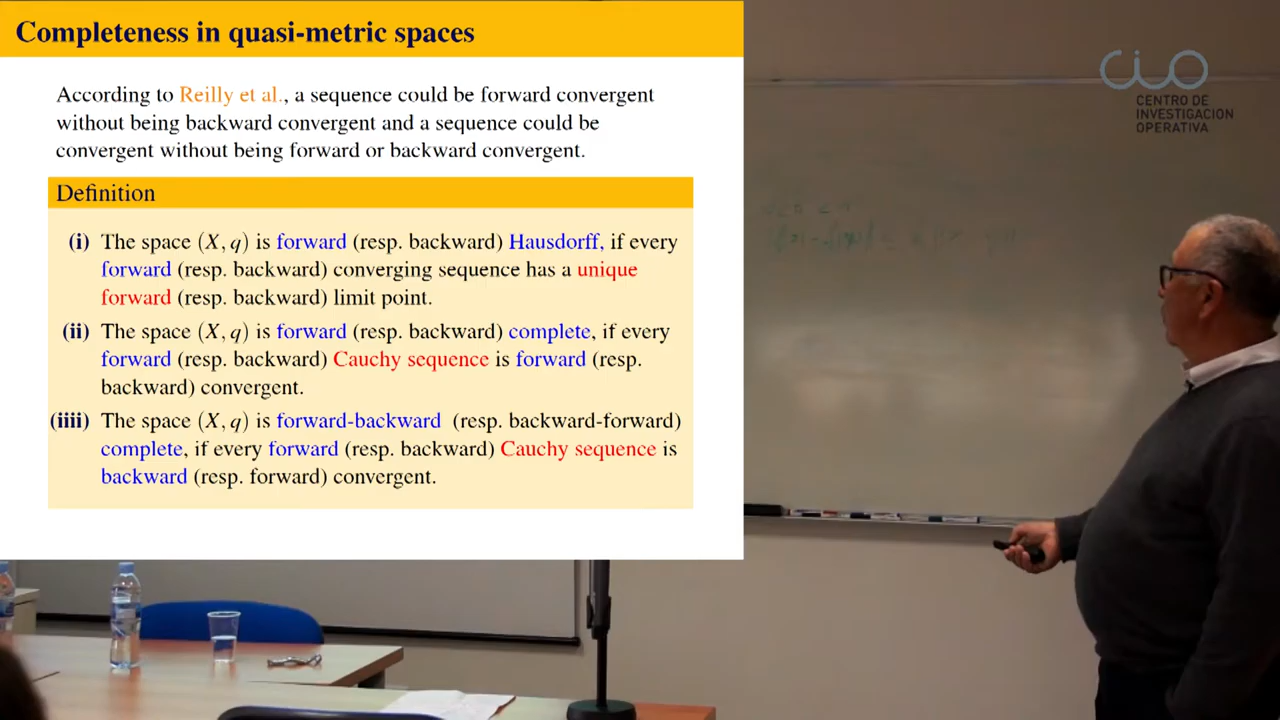 Completeness in quasi-metric spaces
According to Reilly et al., a sequence could be forward convergent
without being backward convergent and a sequence could be
convergent without being forward or backward convergent.
Definition
(i) The space (X, q) is forward (resp. backward) Hausdorff, if every
forward (resp. backward) converging sequence has a unique
forward (resp. backward) limit point.
(ii) The space (X, q) is forward (resp. backward) complete, if every
forward (resp. backward) Cauchy sequence is forward (resp.
backward) convergent.
(iiii) The space (X, q) is forward-backward (resp. backward-forward)
complete, if every forward (resp. backward) Cauchy sequence is
backward (resp. forward) convergent.
cio
CENTRO DE
INVESTIGACION
OPERATIVA